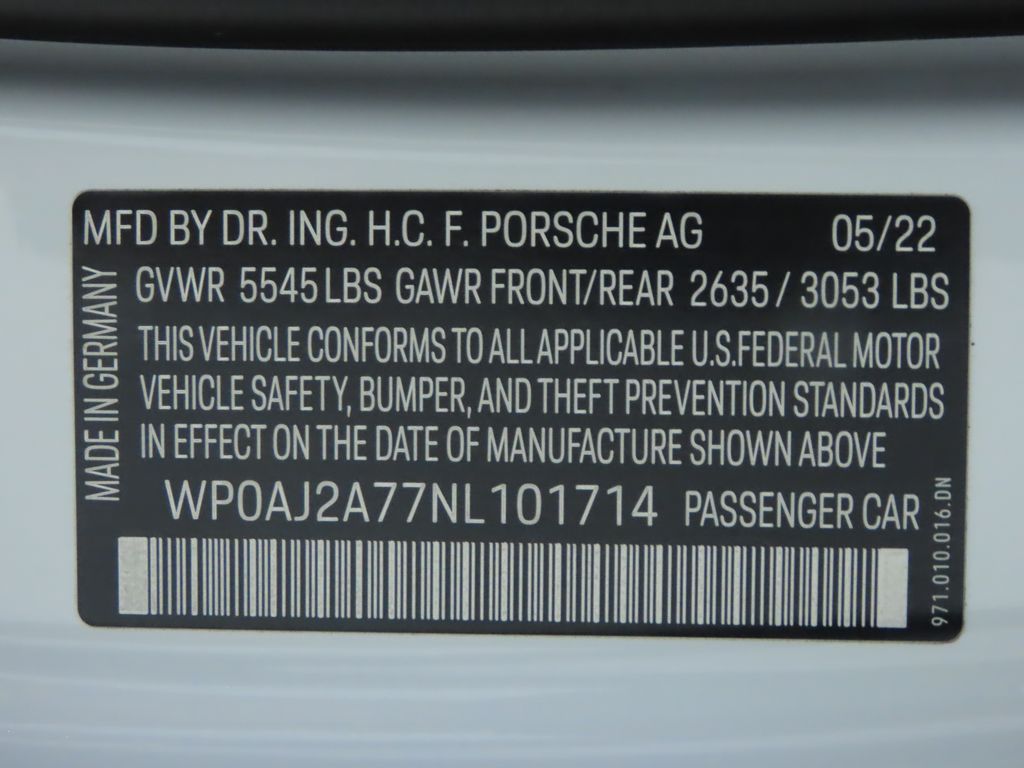 MFD BY DR. ING. H.C. F. PORSCHE AG 05/22
GVWR 5545 LBS GAWR FRONT/REAR 2635 / 3053 LBS
THIS VEHICLE CONFORMS TO ALL APPLICABLE U.S.FEDERAL MOTOR
VEHICLE SAFETY, BUMPER, AND THEFT PREVENTION STANDARDS
IN EFFECT ON THE DATE OF MANUFACTURE SHOWN ABOVE
WP0AJ2A77NL101714 PASSENGER CAR
MADE IN GERMANY
971.010.016.DN